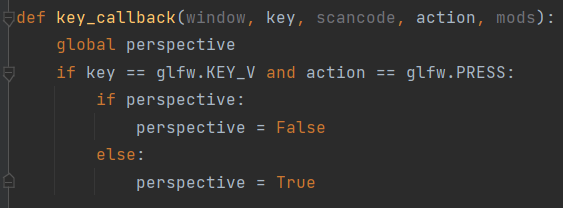 def key_callback(window, key, scancode, action, mods):
    global perspective
    if key == glfw.KEY_V and action == glfw.PRESS:
        if perspective:
            perspective = False
        else:
            perspective = True